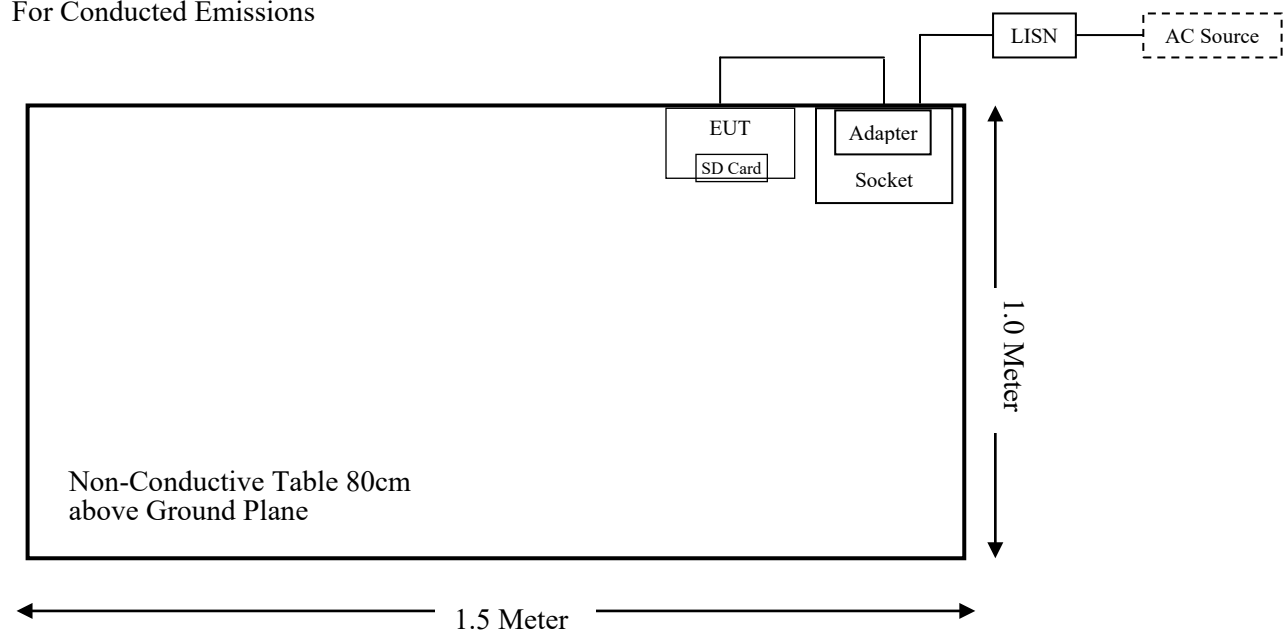 For Conducted Emissions
LISN
AC Source
EUT
Adapter
SD Card
Socket
1.0 Meter
Non-Conductive Table 80cm
above Ground Plane
1.5 Meter